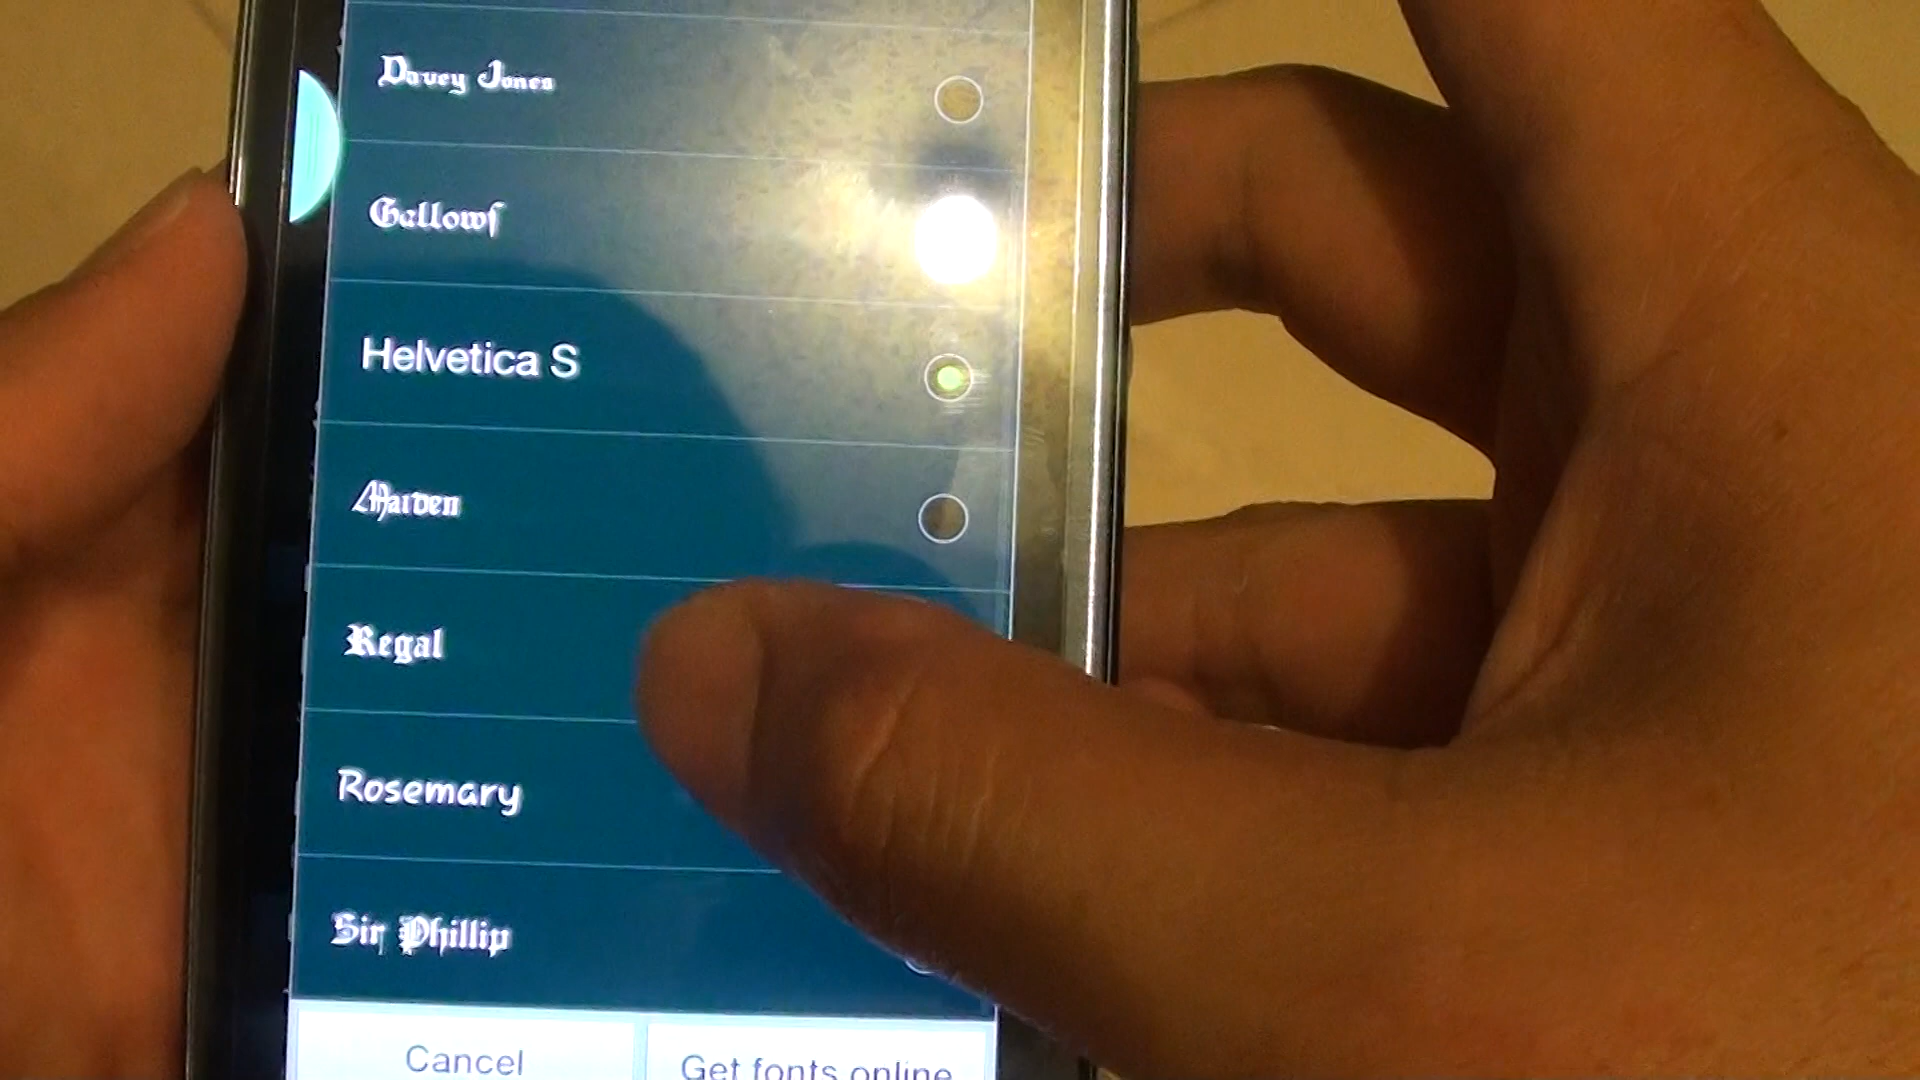 Davey Jones
Gallows
Helvetica S
Maiden
Regal
Rosemary
Sir Phillip
Cancel
Get fonts online